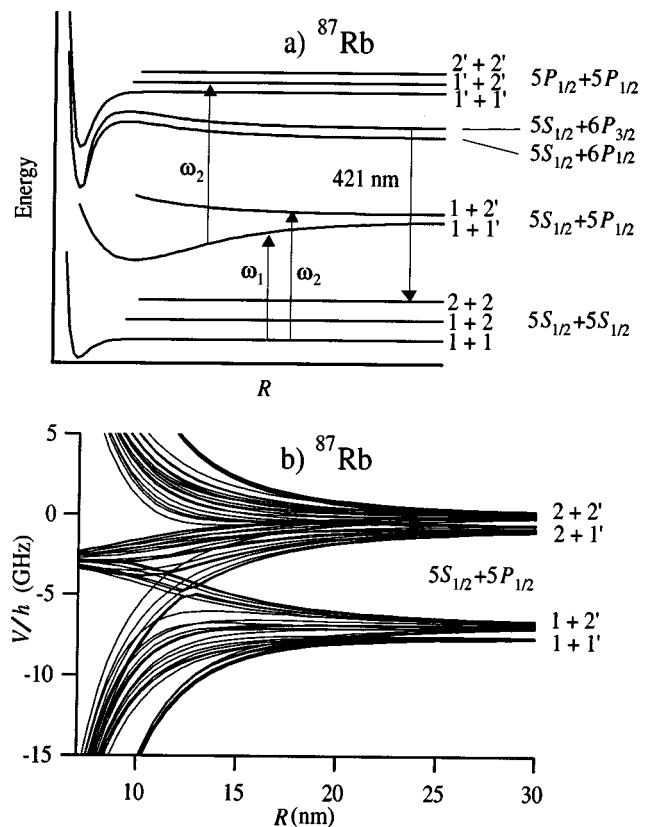 a) ⁸⁷Rb
2' + 2'
1' + 2' 5P₁/₂+5P₁/₂
1' + 1'
5S₁/₂+6P₃/₂
5S₁/₂+6P₁/₂
ω₂
421 nm
1 + 2'
1 + 1' 5S₁/₂+5P₁/₂
ω₁ ω₂
2 + 2
1 + 2 5S₁/₂+5S₁/₂
1 + 1
Energy
R
b) ⁸⁷Rb
5
0
-5
-10
-15
V/h (GHz)
2 + 2'
2 + 1'
5S₁/₂+5P₁/₂
1 + 2'
1 + 1'
10 15 20 25 30
R(nm)